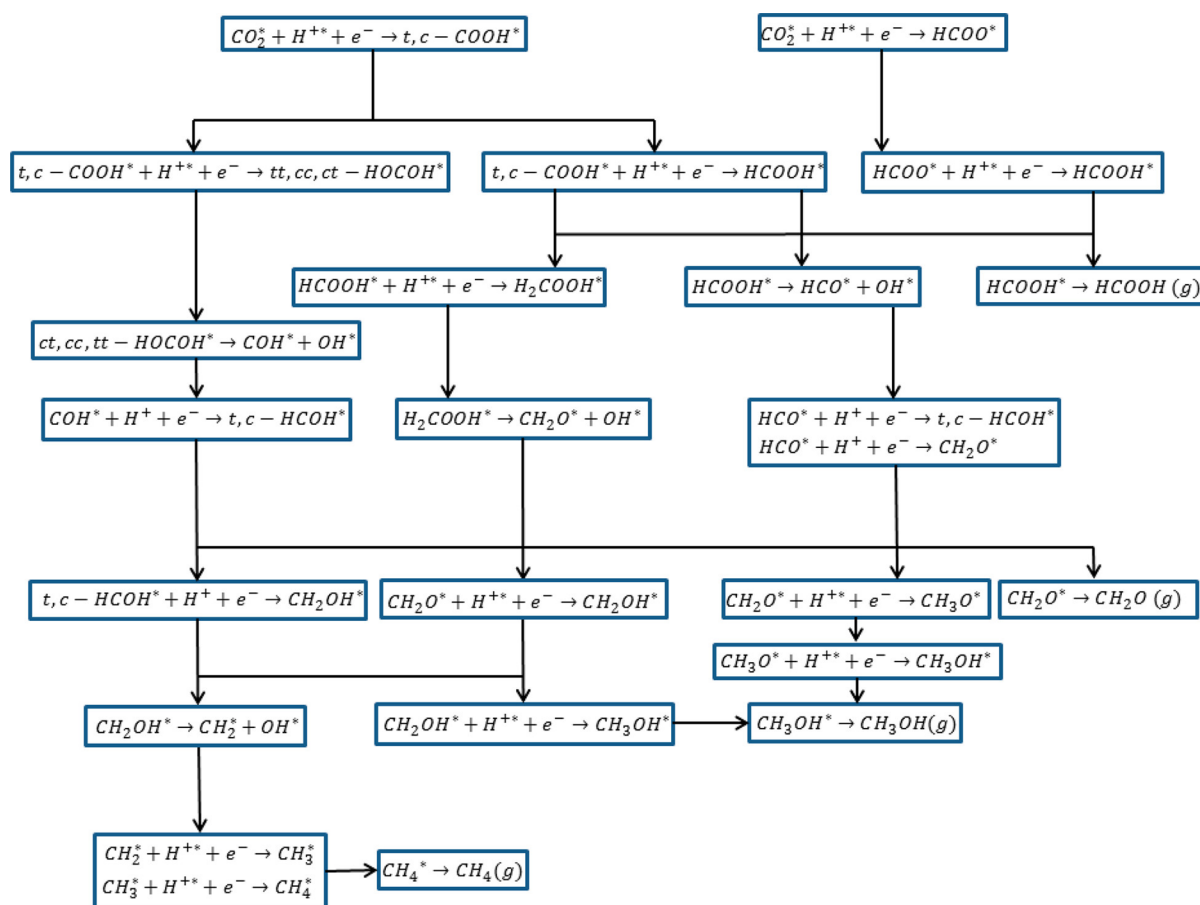 CO₂* + H⁺* + e⁻ → t, c − COOH*
CO₂* + H⁺* + e⁻ → HCOO*
t, c − COOH* + H⁺* + e⁻ → tt, cc, ct − HOCOH*
t, c − COOH* + H⁺* + e⁻ → HCOOH*
HCOO* + H⁺* + e⁻ → HCOOH*
HCOOH* + H⁺* + e⁻ → H₂COOH*
HCOOH* → HCO* + OH*
HCOOH* → HCOOH (g)
ct, cc, tt − HOCOH* → COH* + OH*
COH* + H⁺ + e⁻ → t, c − HCOH*
H₂COOH* → CH₂O* + OH*
HCO* + H⁺ + e⁻ → t, c − HCOH*
HCO* + H⁺ + e⁻ → CH₂O*
t, c − HCOH* + H⁺ + e⁻ → CH₂OH*
CH₂O* + H⁺* + e⁻ → CH₂OH*
CH₂O* + H⁺* + e⁻ → CH₃O*
CH₂O* → CH₂O (g)
CH₃O* + H⁺* + e⁻ → CH₃OH*
CH₂OH* → CH₂* + OH*
CH₂OH* + H⁺* + e⁻ → CH₃OH*
CH₃OH* → CH₃OH(g)
CH₂* + H⁺* + e⁻ → CH₃*
CH₃* + H⁺* + e⁻ → CH₄*
CH₄* → CH₄(g)